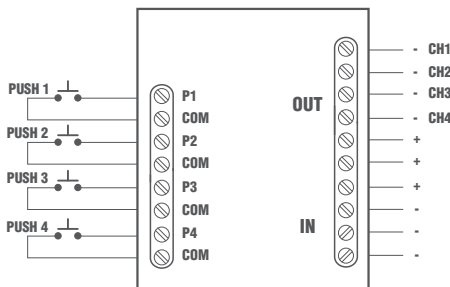 PUSH 1
PUSH 2
PUSH 3
PUSH 4
P1
COM
P2
COM
P3
COM
P4
COM
OUT
IN
- CH1
- CH2
- CH3
- CH4
+
+
+
-
-
-